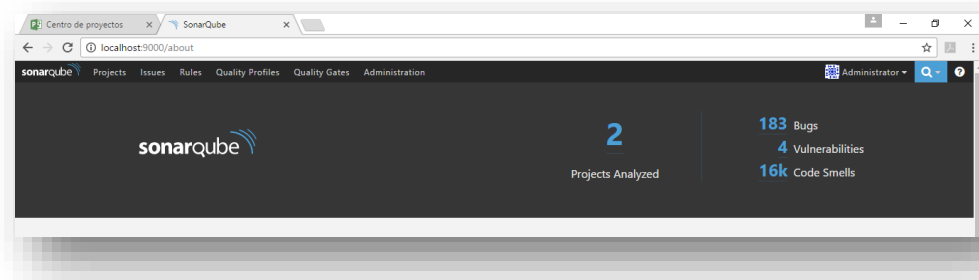 Centro de proyectos SonarQube
localhost:9000/about
sonarqube Projects Issues Rules Quality Profiles Quality Gates Administration Administrator
sonarqube
2
Projects Analyzed
183 Bugs
4 Vulnerabilities
16k Code Smells